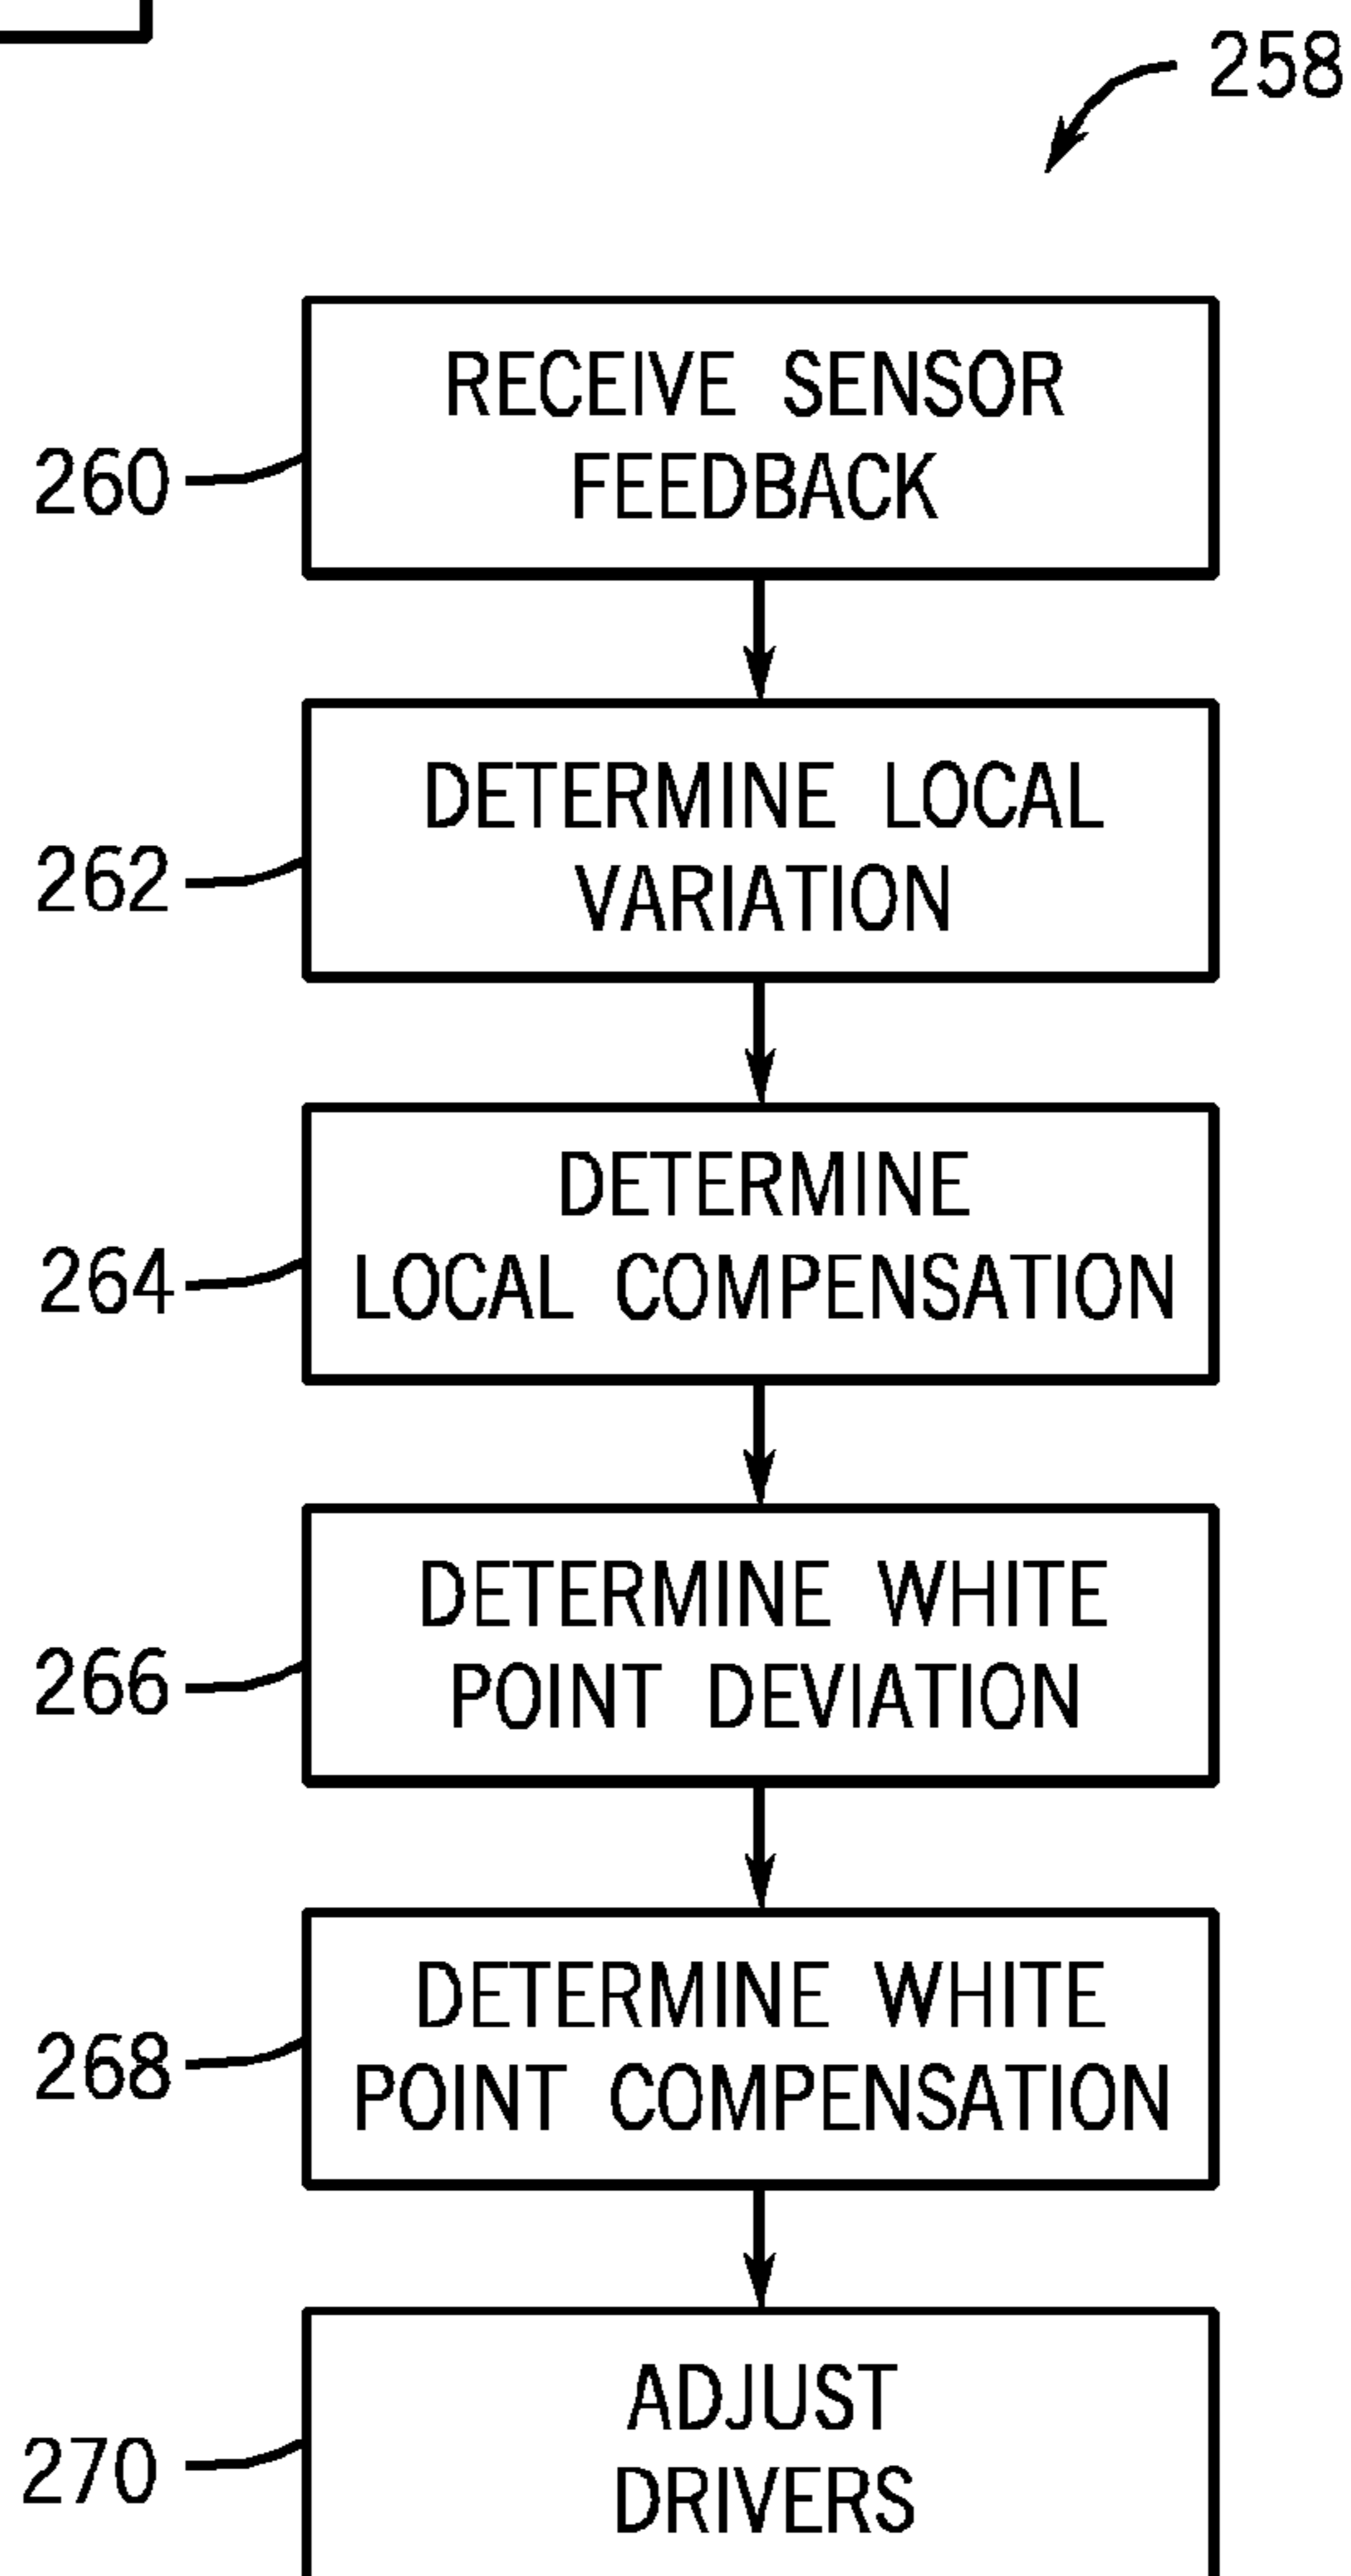 258
RECEIVE SENSOR
FEEDBACK
260
DETERMINE LOCAL
VARIATION
262
DETERMINE
LOCAL COMPENSATION
264
DETERMINE WHITE
POINT DEVIATION
266
DETERMINE WHITE
POINT COMPENSATION
268
ADJUST
DRIVERS
270